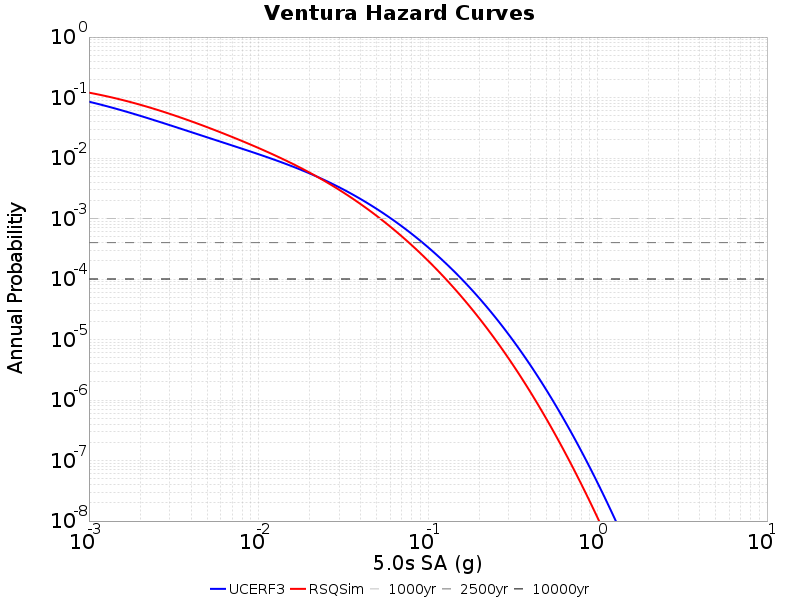 Ventura Hazard Curves
10^0
10^-1
10^-2
10^-3
10^-4
10^-5
10^-6
10^-7
10^-8
Annual Probabilitiy
10^-3 10^-2 10^-1 10^0 10^1
5.0s SA (g)
UCERF3 RSQSim 1000yr 2500yr 10000yr